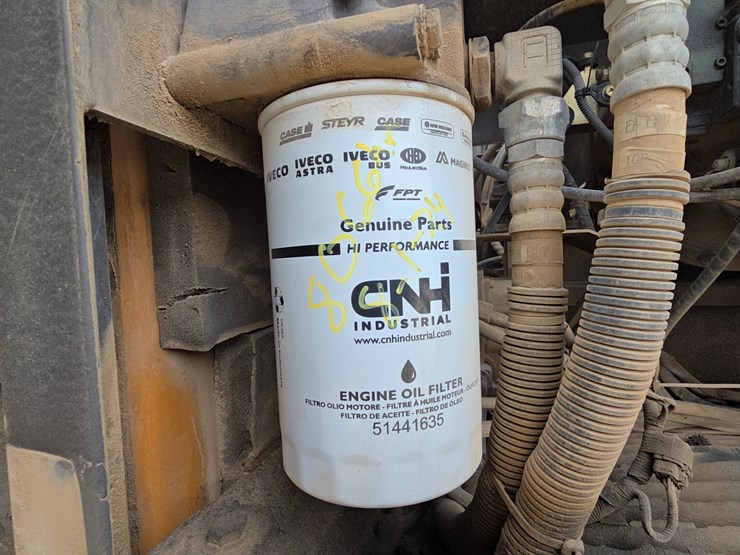 CASE STEYR CASE
IVECO IVECO ASTRA IVECO BUS MAGIRUS
FPT
Genuine Parts
HI PERFORMANCE
CNH
INDUSTRIAL
www.cnhindustrial.com
ENGINE OIL FILTER
FILTRO OLIO MOTORE - FILTRE À HUILE MOTEUR
FILTRO DE ACEITE - FILTRO DE ÓLEO
51441635